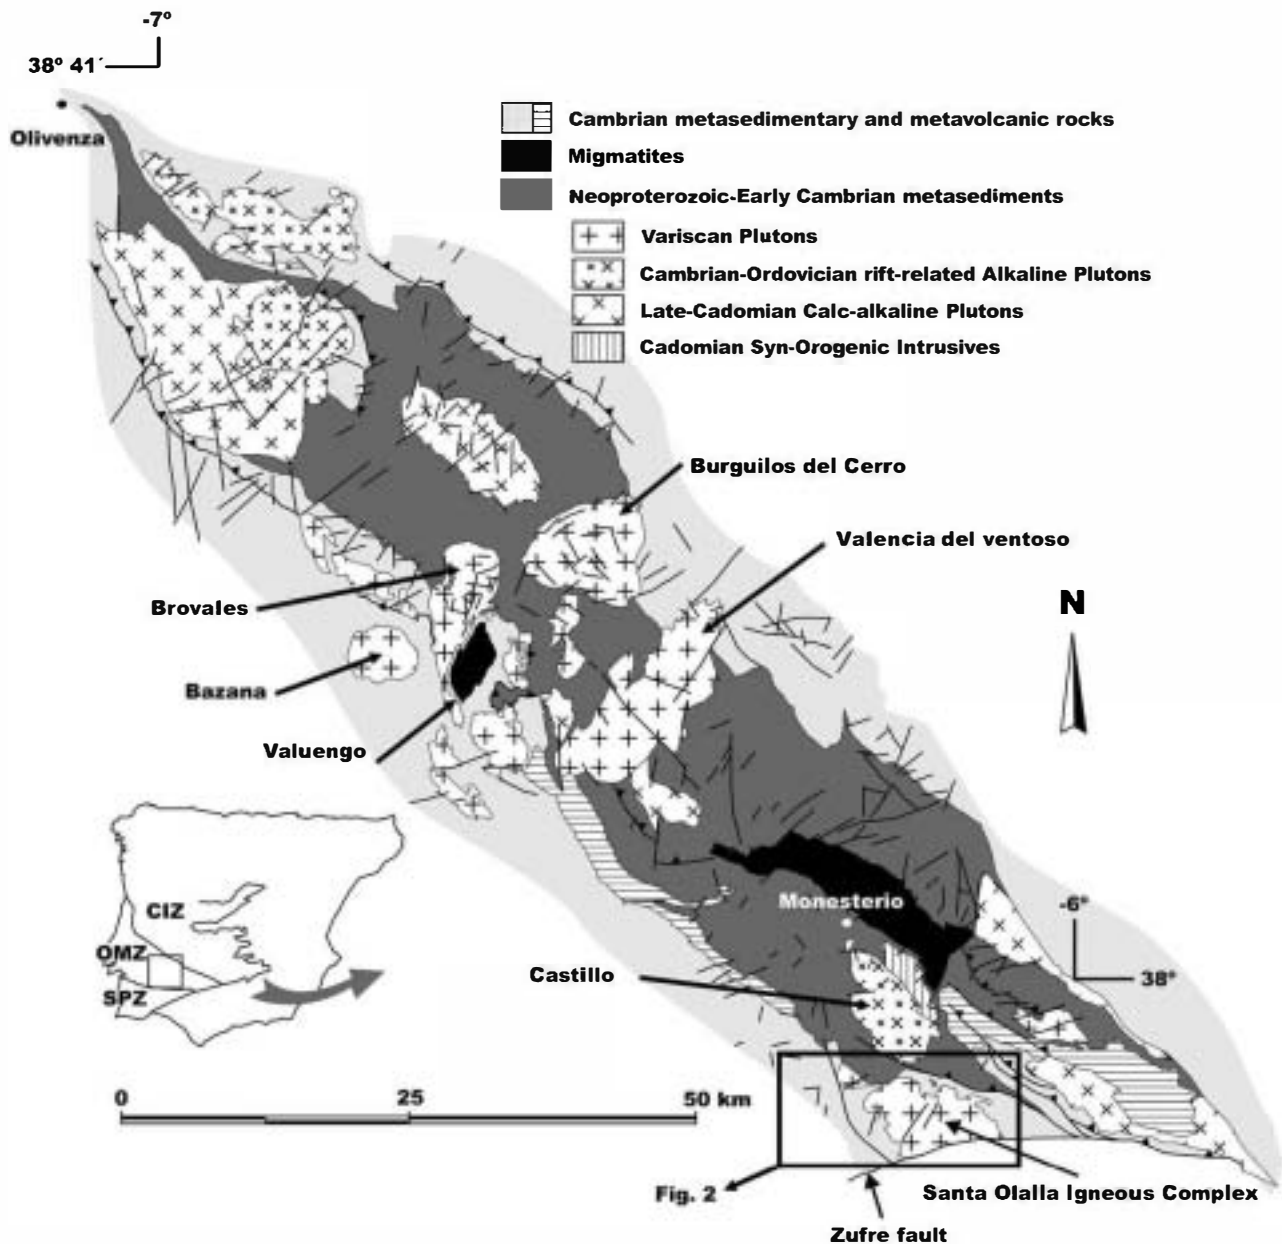 -7º
38º 41´
Olivenza
Cambrian metasedimentary and metavolcanic rocks
Migmatites
Neoproterozoic-Early Cambrian metasediments
Variscan Plutons
Cambrian-Ordovician rift-related Alkaline Plutons
Late-Cadomian Calc-alkaline Plutons
Cadomian Syn-Orogenic Intrusives
Burguilos del Cerro
Valencia del ventoso
Brovales
N
Bazana
Valuengo
CIZ
OMZ
SPZ
Monesterio
-6º
38º
Castillo
0
25
50 km
Fig. 2
Santa Olalla Igneous Complex
Zufre fault